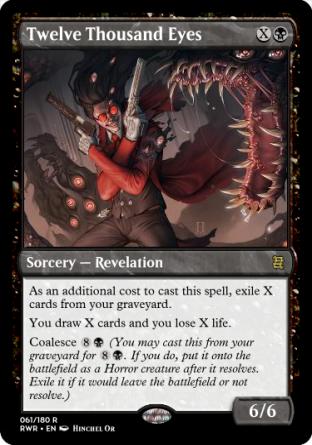 Twelve Thousand Eyes X
Sorcery — Revelation
As an additional cost to cast this spell, exile X
cards from your graveyard.
You draw X cards and you lose X life.
Coalesce 8 (You may cast this from your
graveyard for 8 . If you do, put it onto the
battlefield as a Horror creature after it resolves.
Exile it if it would leave the battlefield or not
resolve.)
061/180 R
RWR • EN HINCHEL OR
6/6